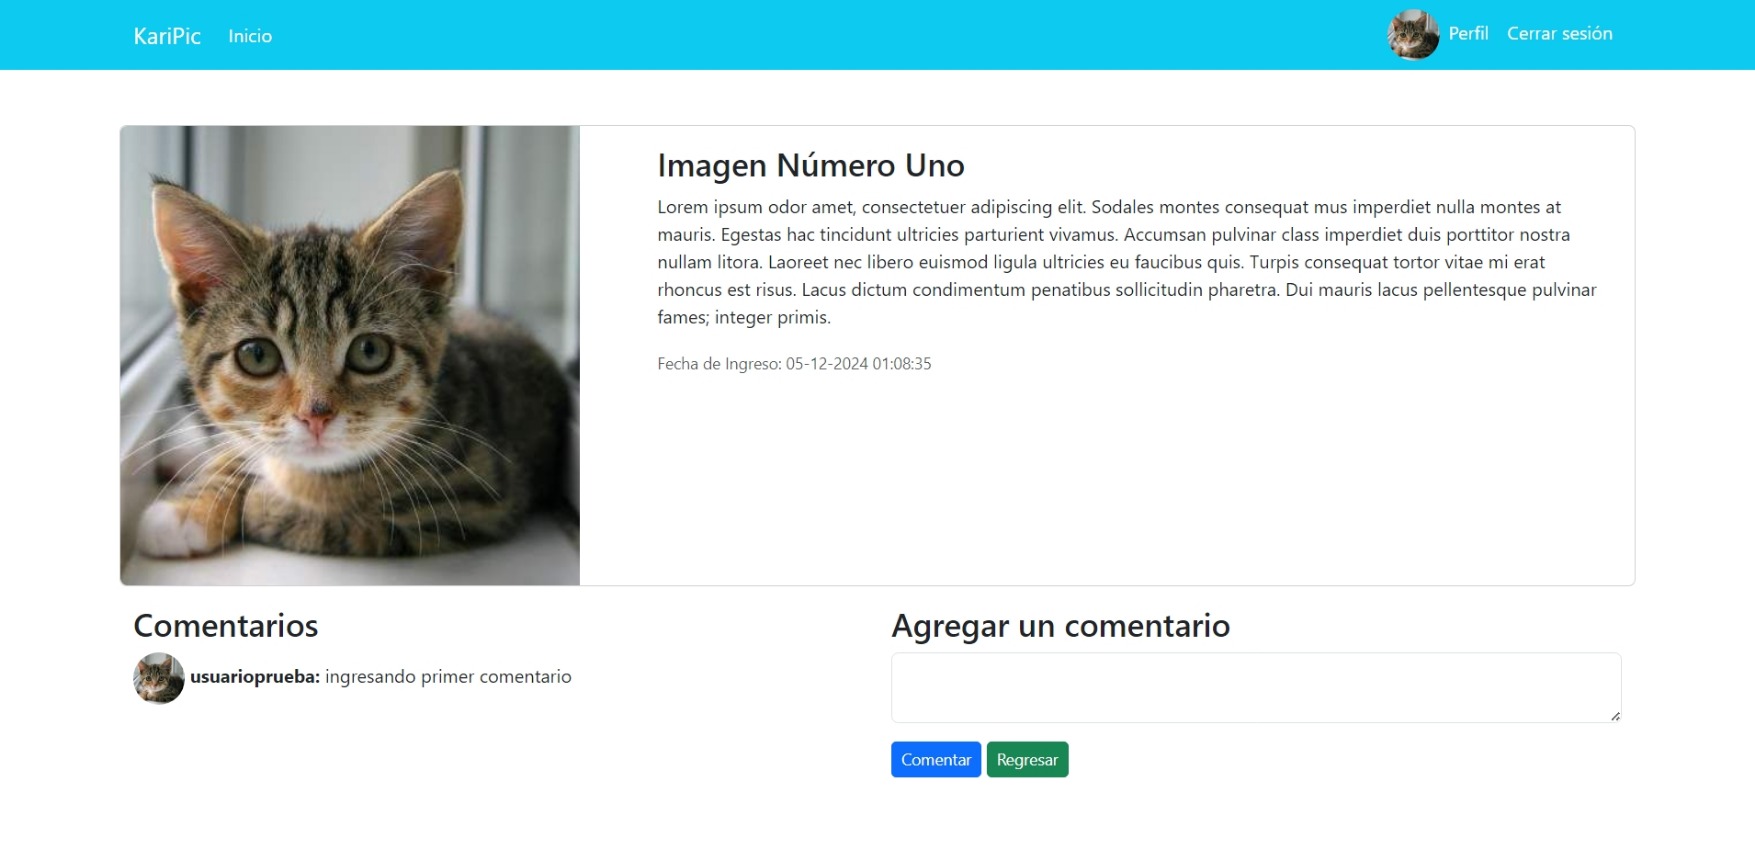 KariPic Inicio Perfil Cerrar sesión
Imagen Número Uno
Lorem ipsum odor amet, consectetuer adipiscing elit. Sodales montes consequat mus imperdiet nulla montes at
mauris. Egestas hac tincidunt ultricies parturient vivamus. Accumsan pulvinar class imperdiet duis porttitor nostra
nullam litora. Laoreet nec libero euismod ligula ultricies eu faucibus quis. Turpis consequat tortor vitae mi erat
rhoncus est risus. Lacus dictum condimentum penatibus sollicitudin pharetra. Dui mauris lacus pellentesque pulvinar
fames; integer primis.
Fecha de Ingreso: 05-12-2024 01:08:35
Comentarios
usuarioprueba: ingresando primer comentario
Agregar un comentario
Comentar Regresar